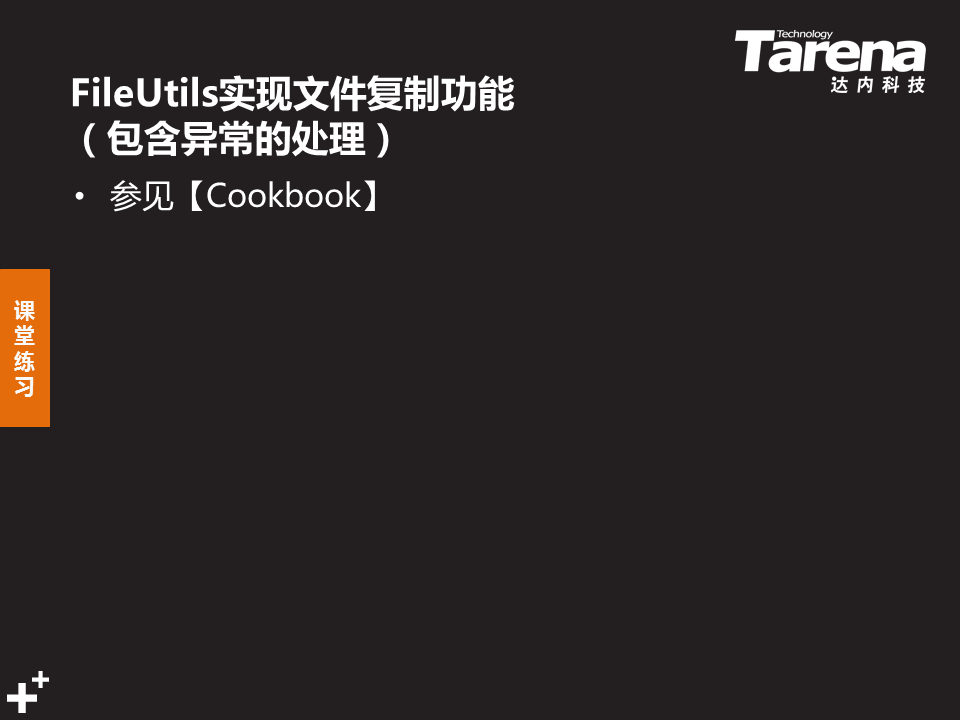 Technology
Tarena
达内科技
FileUtils实现文件复制功能
（包含异常的处理）
• 参见【Cookbook】
课
堂
练
习